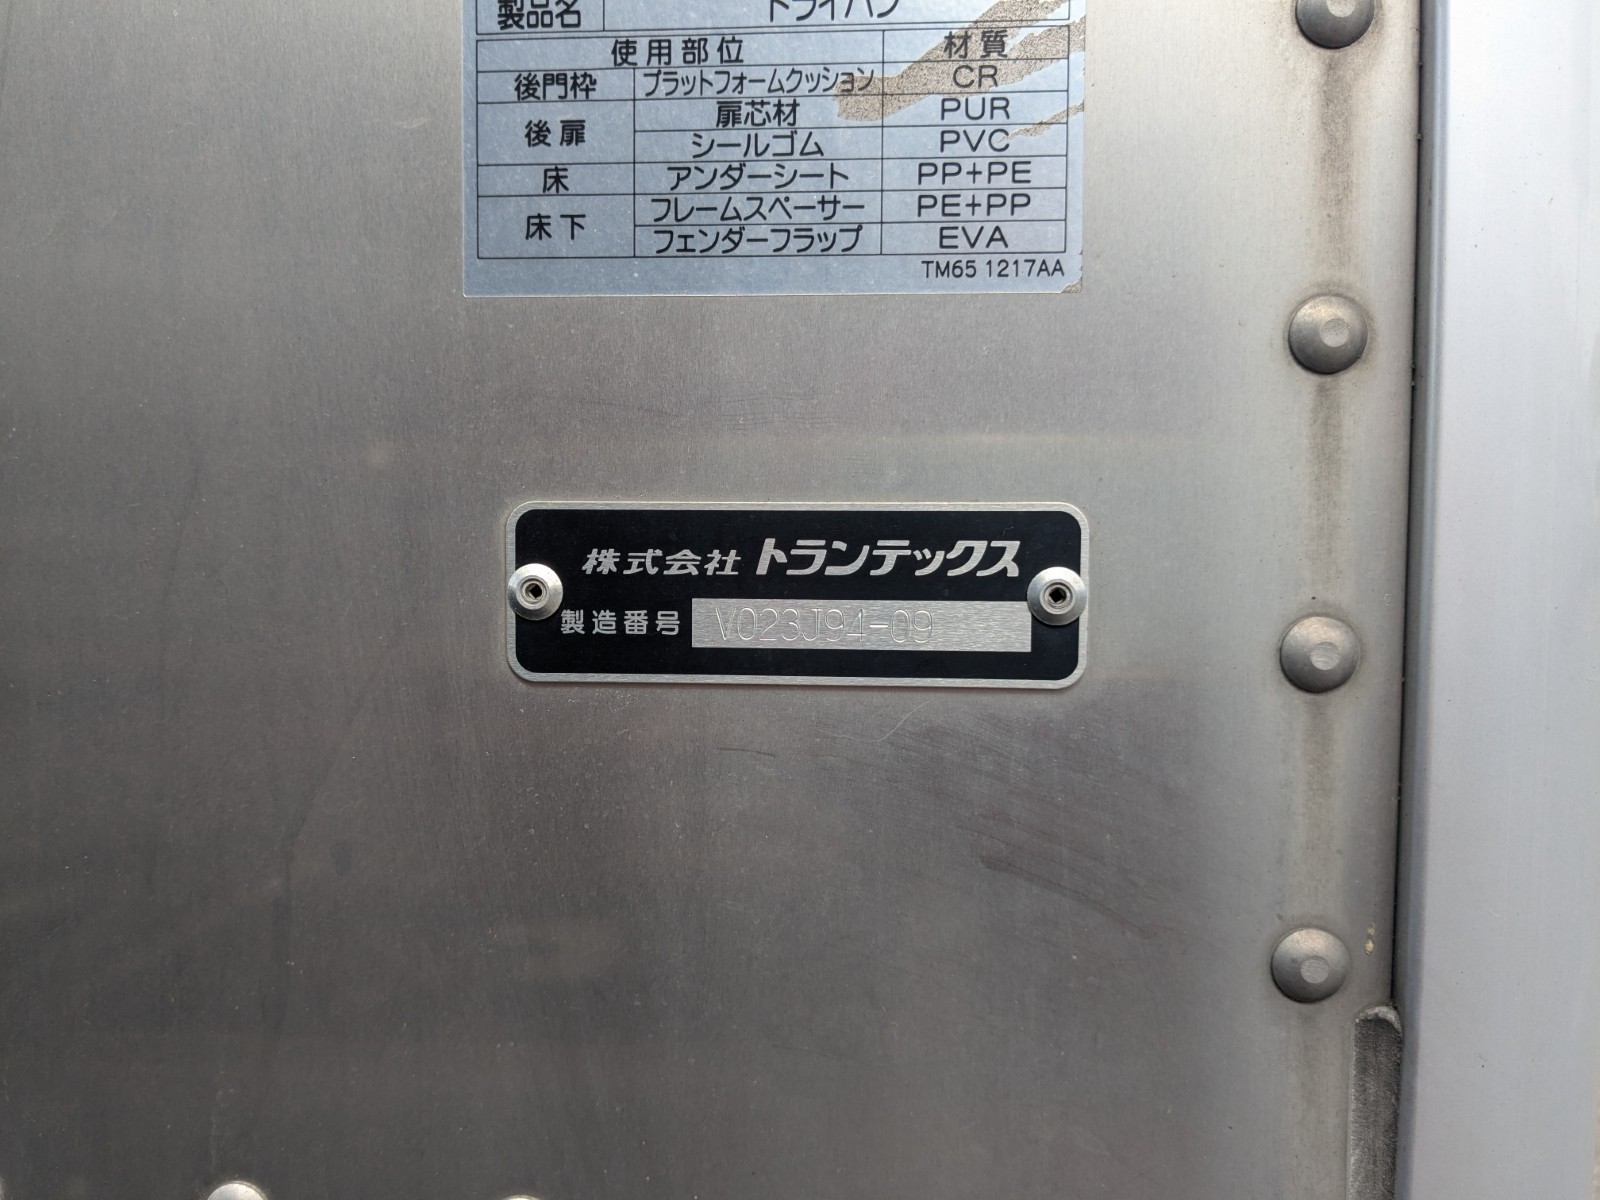 製品名 ドライバン
使用部位 材質
後門枠 プラットフォームクッション CR
後扉 扉芯材 PUR
シールゴム PVC
床 アンダーシート PP+PE
床下 フレームスペーサー PE+PP
フェンダーフラップ EVA
TM65 1217AA
株式会社 トランテックス
製造番号 V023J94-09